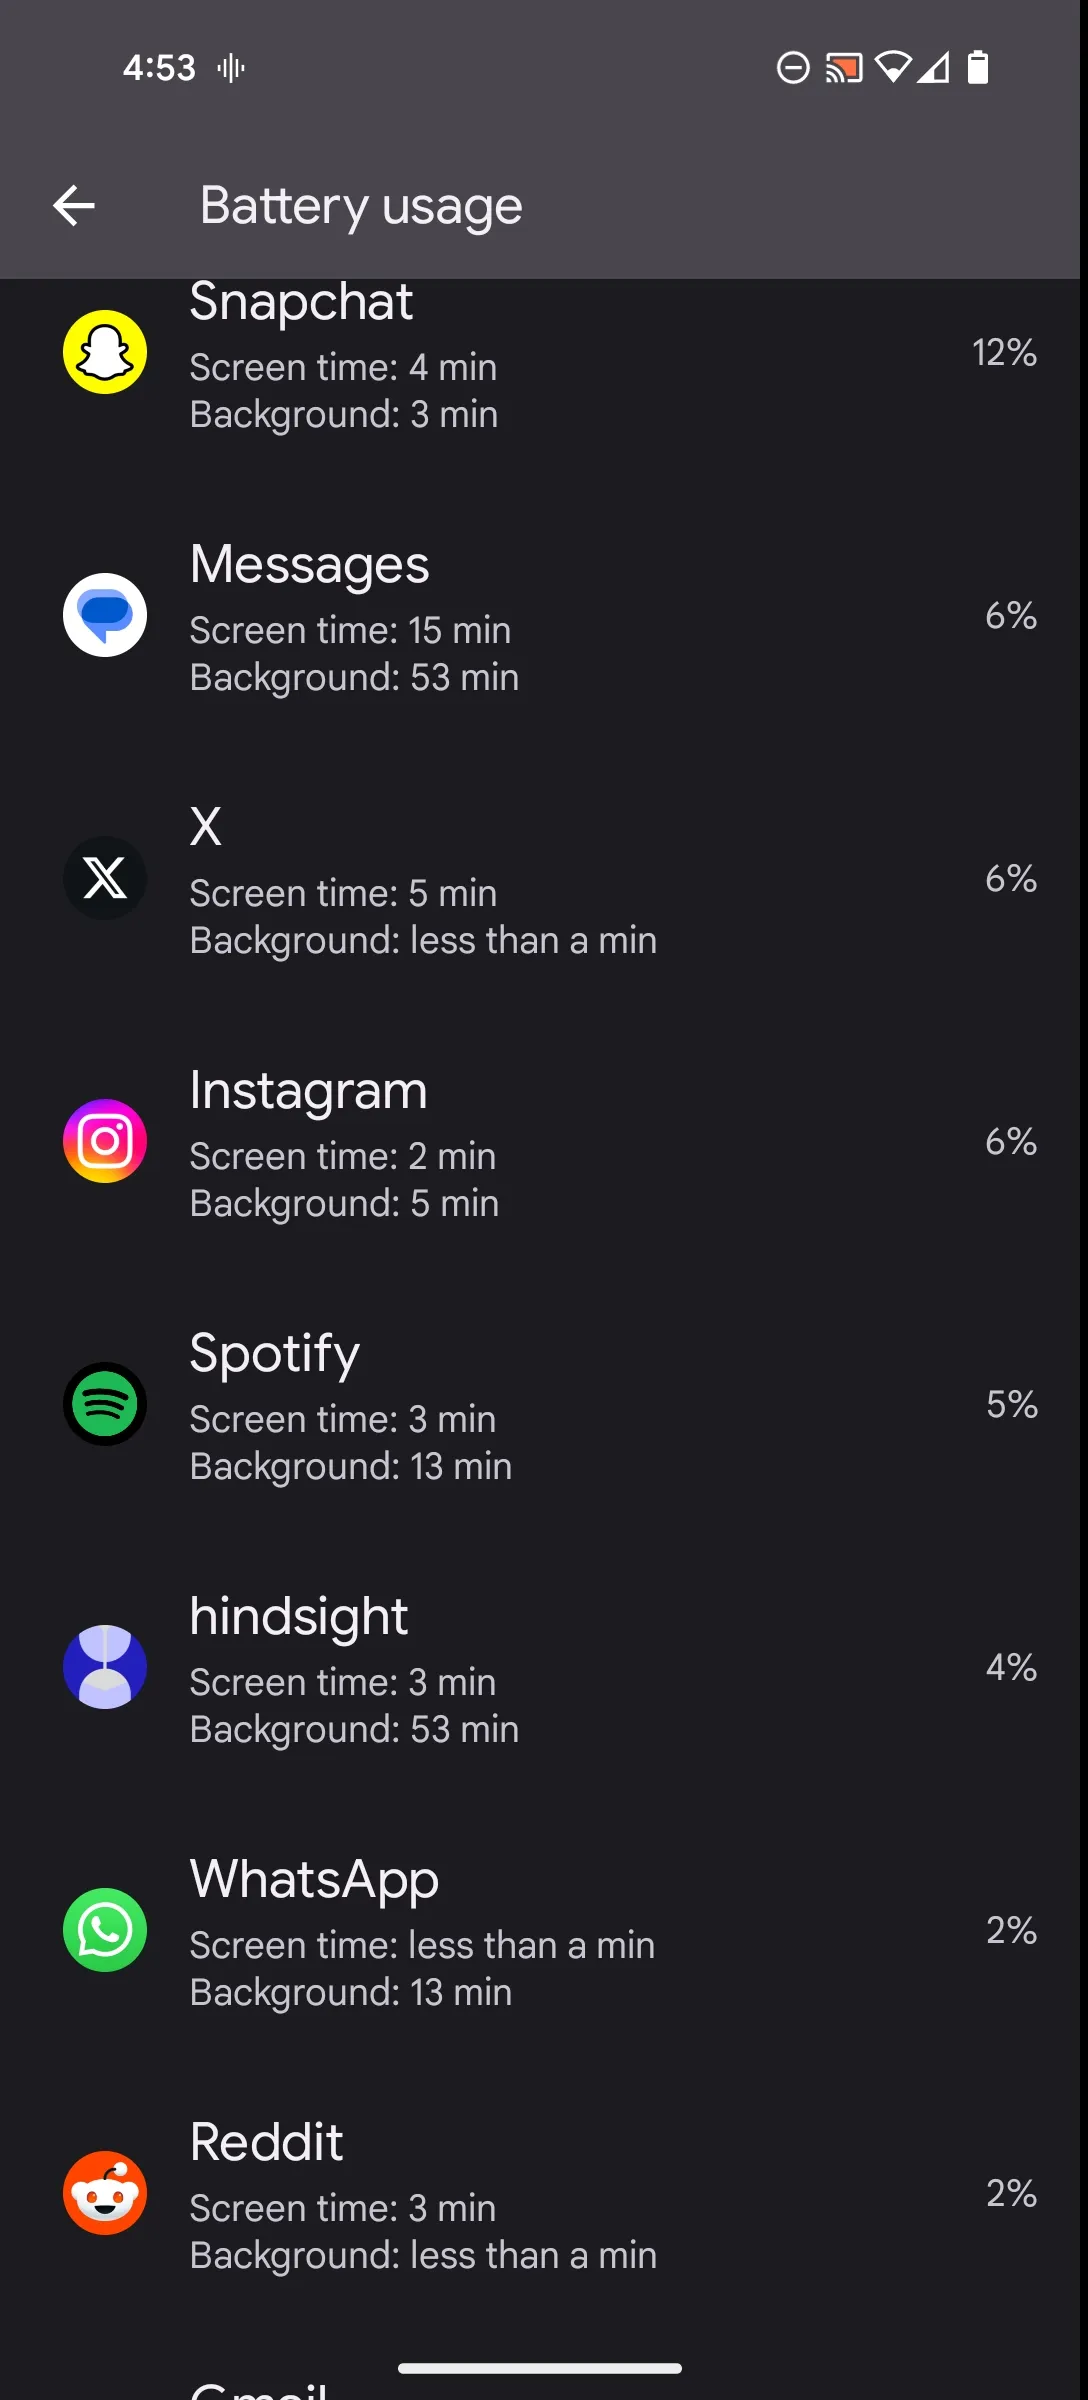 4:53
Battery usage
Snapchat
Screen time: 4 min
Background: 3 min
12%
Messages
Screen time: 15 min
Background: 53 min
6%
X
Screen time: 5 min
Background: less than a min
6%
Instagram
Screen time: 2 min
Background: 5 min
6%
Spotify
Screen time: 3 min
Background: 13 min
5%
hindsight
Screen time: 3 min
Background: 53 min
4%
WhatsApp
Screen time: less than a min
Background: 13 min
2%
Reddit
Screen time: 3 min
Background: less than a min
2%
Gmail